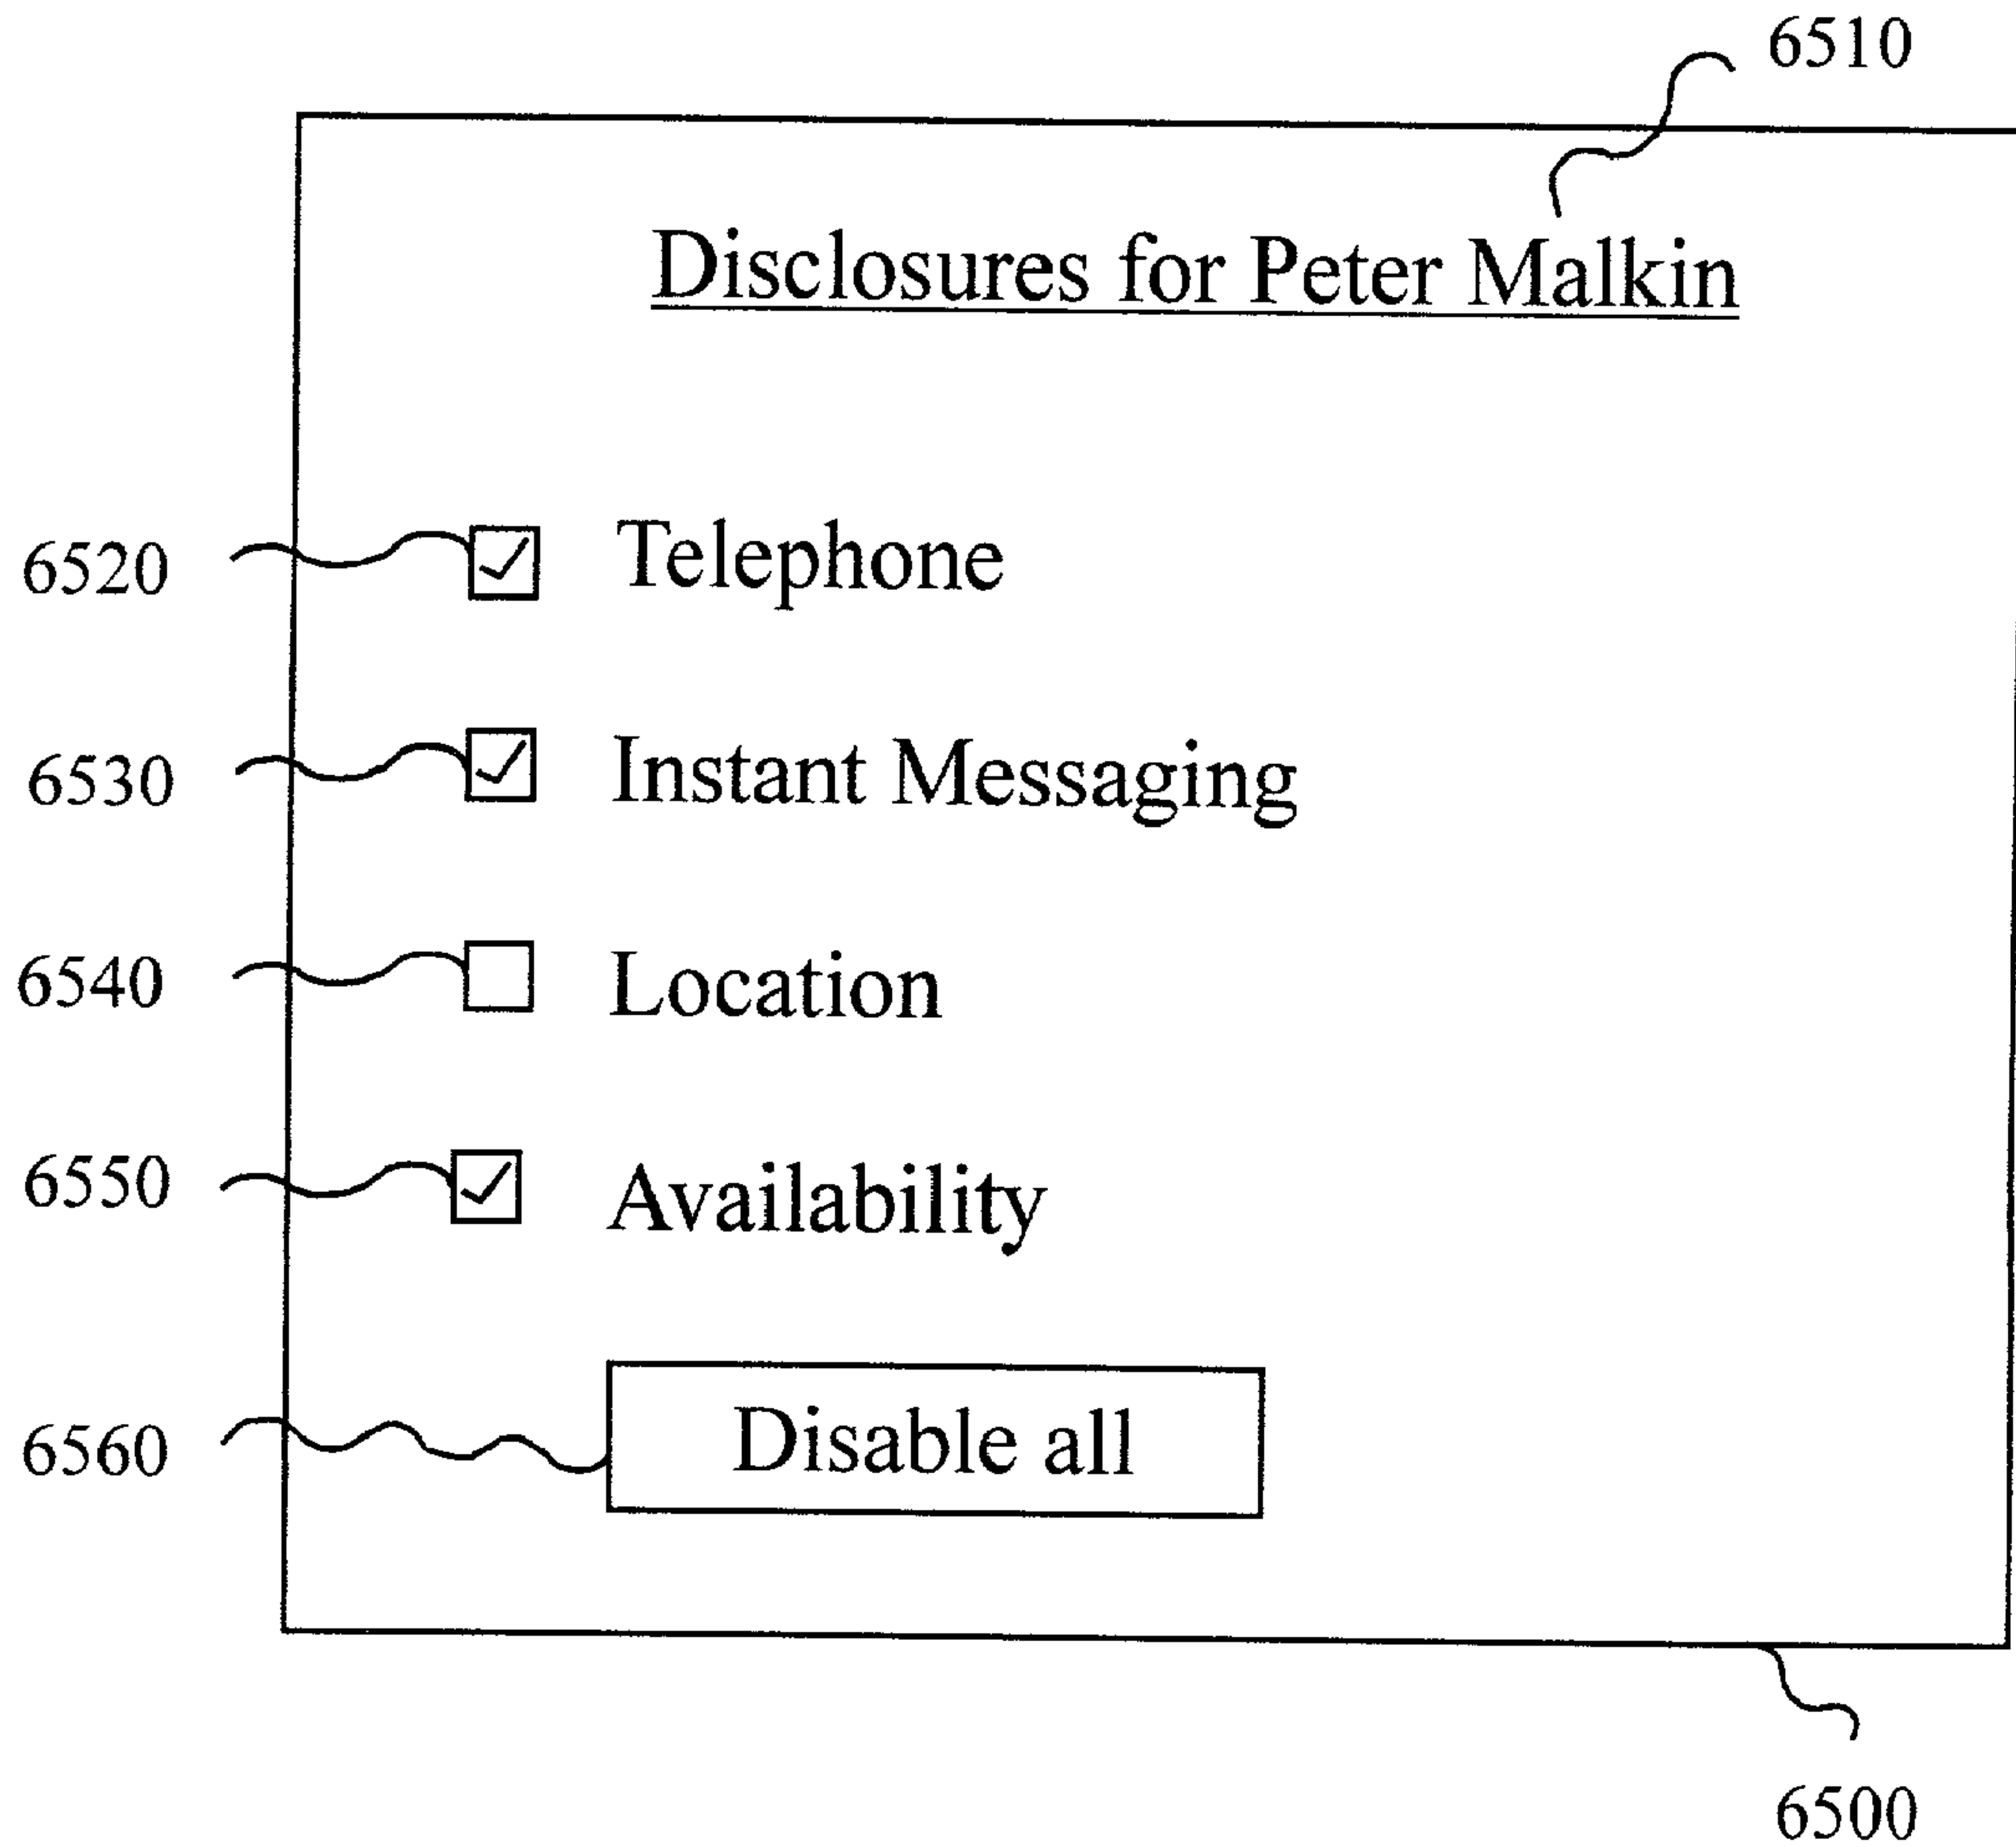 6510
Disclosures for Peter Malkin
6520 Telephone
6530 Instant Messaging
6540 Location
6550 Availability
6560 Disable all
6500